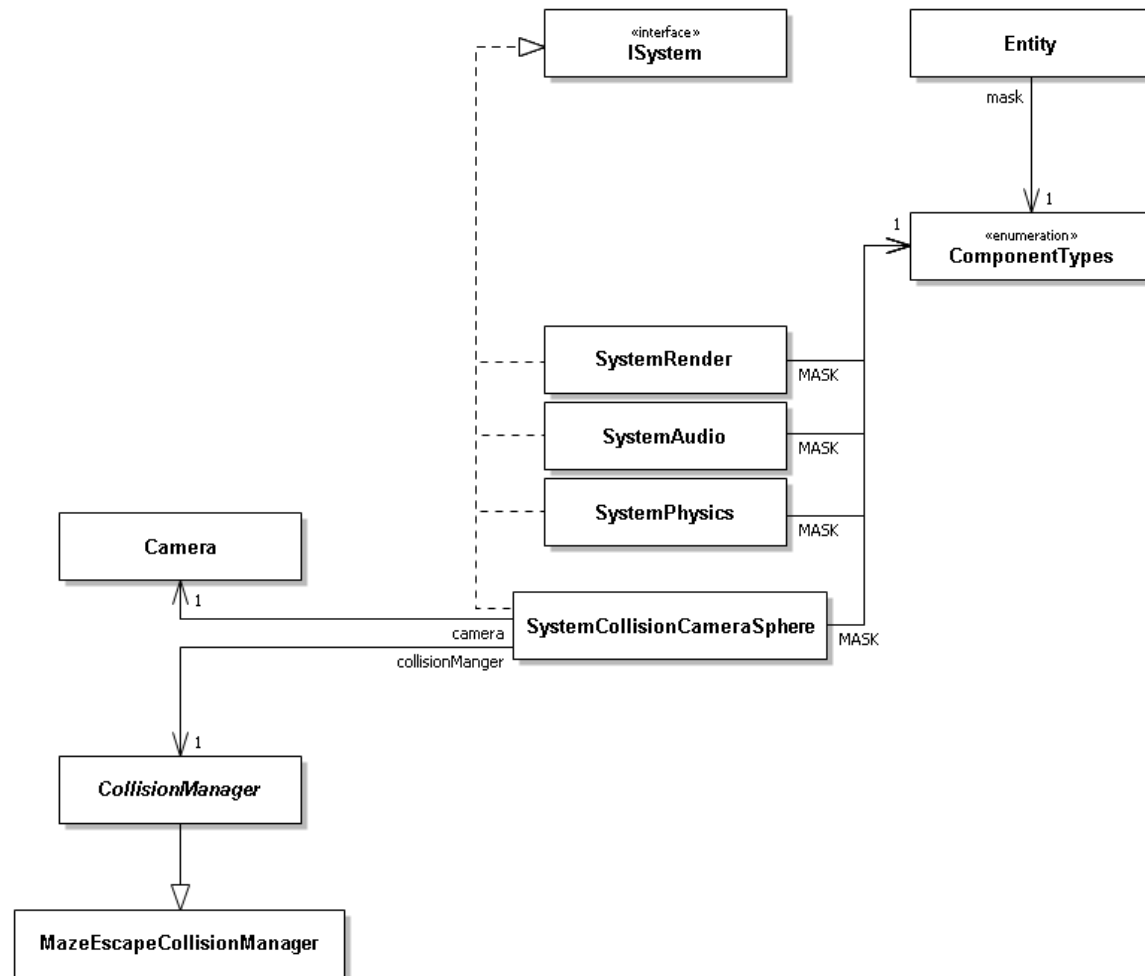 «interface»
ISystem
Entity
mask
1
1
«enumeration»
ComponentTypes
SystemRender
MASK
SystemAudio
MASK
SystemPhysics
MASK
Camera
1
camera
SystemCollisionCameraSphere
MASK
collisionManger
1
CollisionManager
MazeEscapeCollisionManager